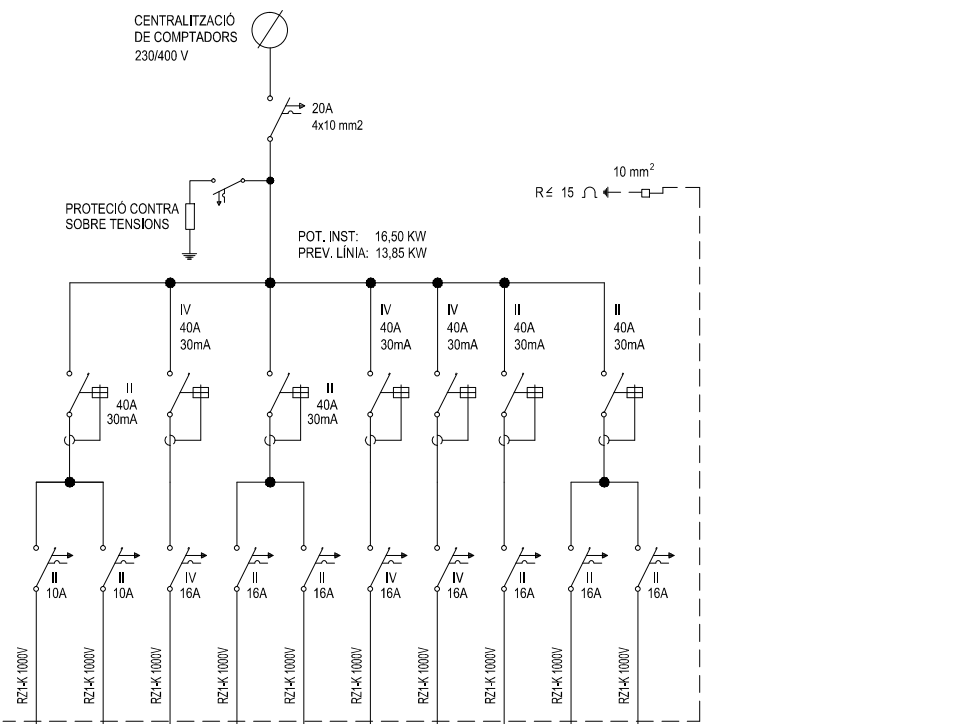 CENTRALITZACIÓ
DE COMPTADORS
230/400 V
20A
4x10 mm2
10 mm²
R≤ 15
PROTECIÓ CONTRA
SOBRE TENSIONS
POT. INST: 16,50 KW
PREV. LÍNIA: 13,85 KW
IV
40A
30mA
IV
40A
30mA
IV
40A
30mA
II
40A
30mA
II
40A
30mA
II
40A
30mA
II
40A
30mA
II
10A
II
10A
IV
16A
II
16A
II
16A
IV
16A
IV
16A
II
16A
II
16A
II
16A
RZ1-K 1000V
RZ1-K 1000V
RZ1-K 1000V
RZ1-K 1000V
RZ1-K 1000V
RZ1-K 1000V
RZ1-K 1000V
RZ1-K 1000V
RZ1-K 1000V
RZ1-K 1000V